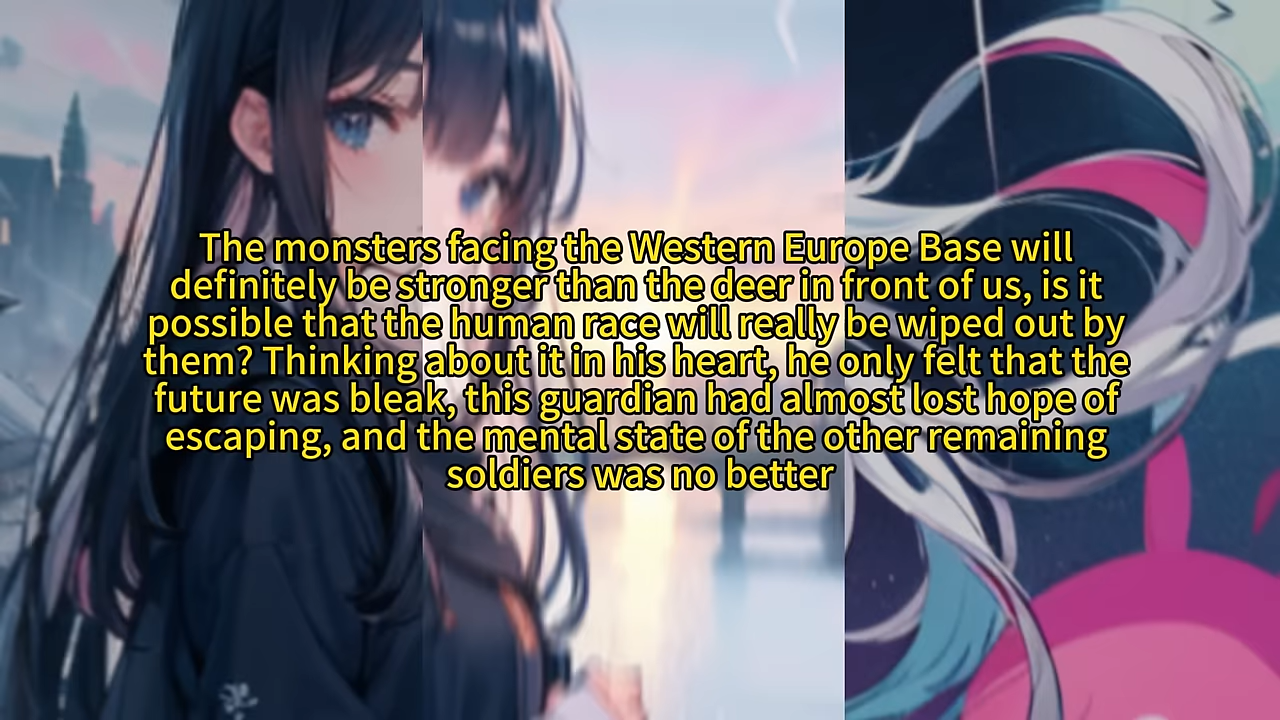 The monsters facing the Western Europe Base will
definitely be stronger than the deer in front of us, is it
possible that the human race will really be wiped out by
them? Thinking about it in his heart, he only felt that the
future was bleak, this guardian had almost lost hope of
escaping, and the mental state of the other remaining
soldiers was no better